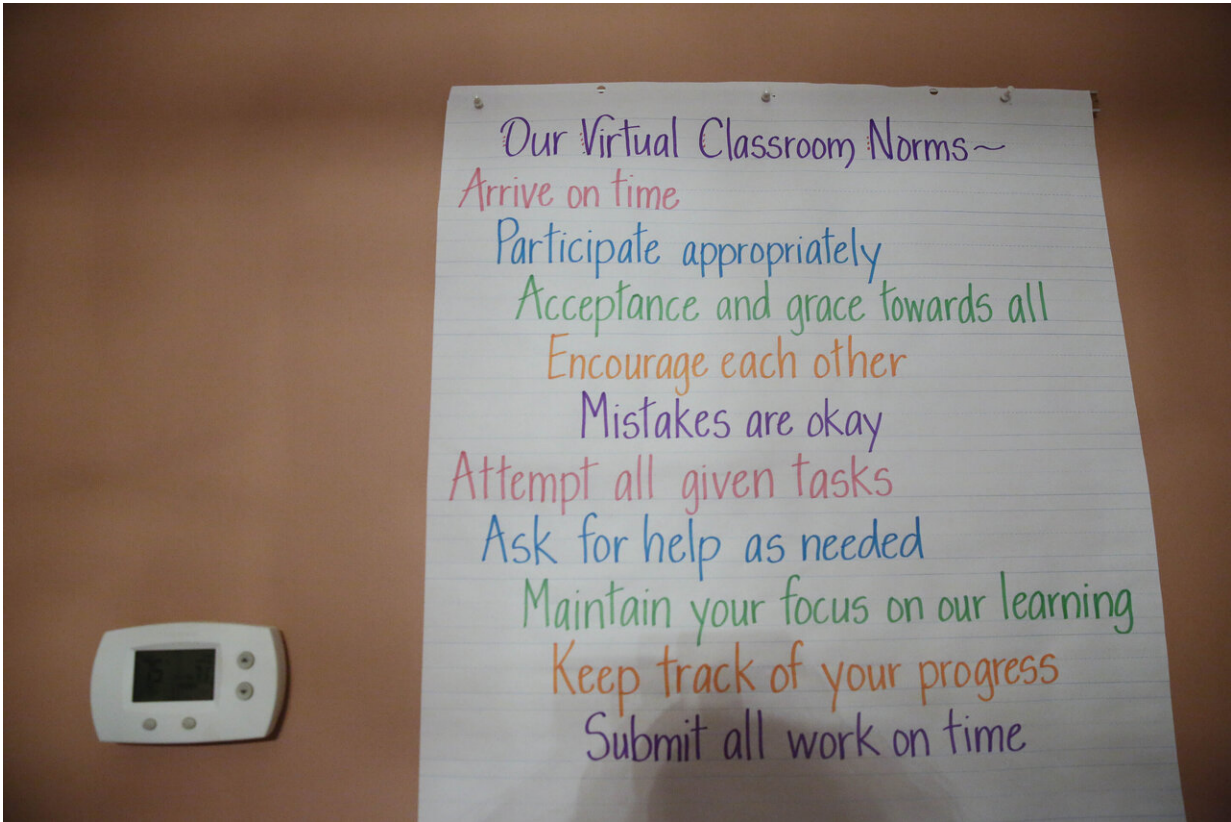 Our Virtual Classroom Norms~
Arrive on time
Participate appropriately
Acceptance and grace towards all
Encourage each other
Mistakes are okay
Attempt all given tasks
Ask for help as needed
Maintain your focus on our learning
Keep track of your progress
Submit all work on time